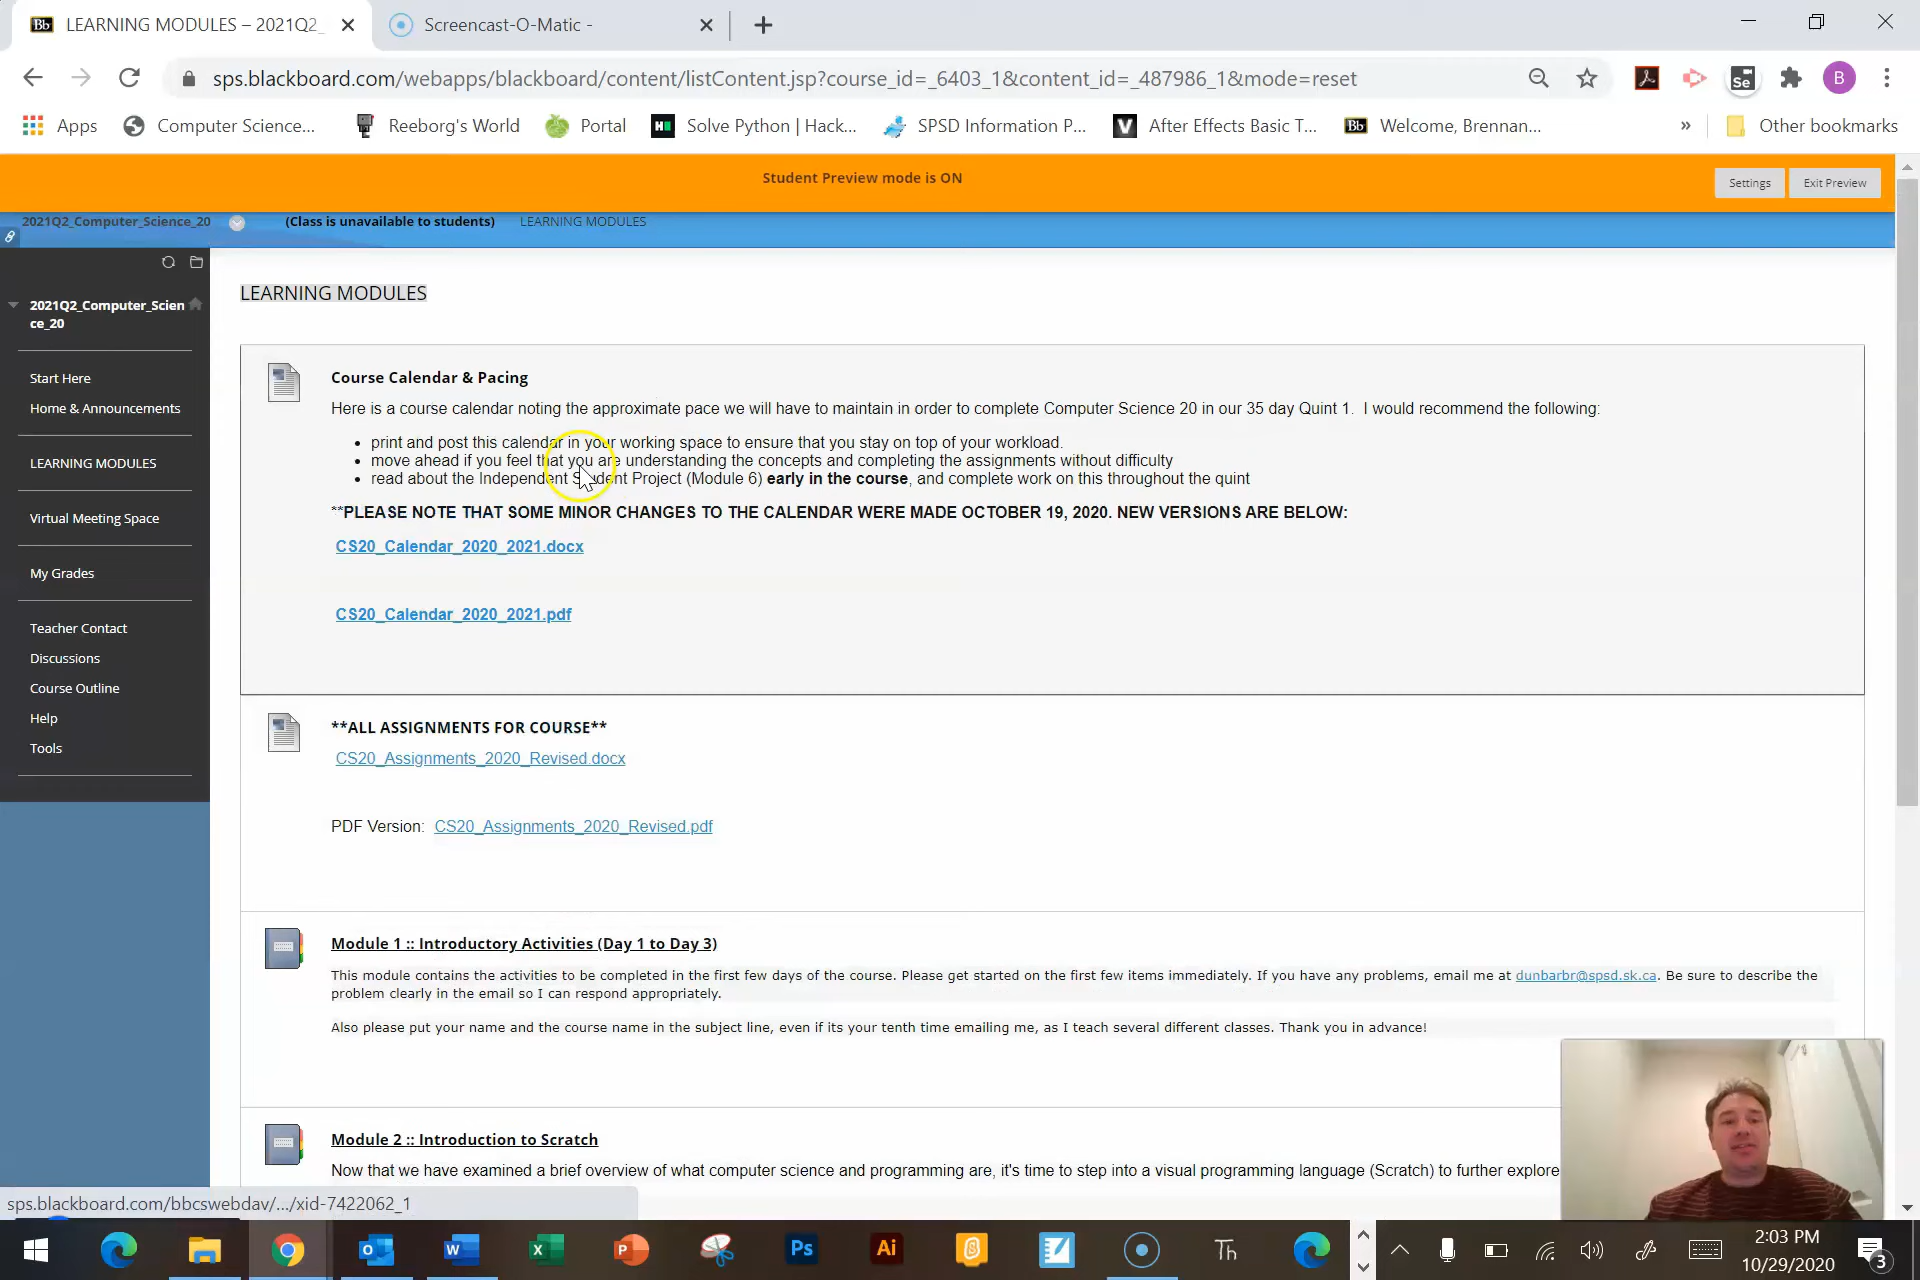 LEARNING MODULES – 2021Q2_
Screencast-O-Matic -
sps.blackboard.com/webapps/blackboard/content/listContent.jsp?course_id=_6403_1&content_id=_487986_1&mode=reset
B
Apps
Computer Science...
Reeborg's World
Portal
Solve Python | Hack...
SPSD Information P...
After Effects Basic T...
Welcome, Brennan...
»
Other bookmarks
Student Preview mode is ON
Settings
Exit Preview
2021Q2_Computer_Science_20
(Class is unavailable to students)
LEARNING MODULES
2021Q2_Computer_Scien
ce_20
Start Here
Home & Announcements
LEARNING MODULES
Virtual Meeting Space
My Grades
Teacher Contact
Discussions
Course Outline
Help
Tools
LEARNING MODULES
Course Calendar & Pacing
Here is a course calendar noting the approximate pace we will have to maintain in order to complete Computer Science 20 in our 35 day Quint 1.  I would recommend the following:
• print and post this calendar in your working space to ensure that you stay on top of your workload.
• move ahead if you feel that you are understanding the concepts and completing the assignments without difficulty
• read about the Independent Student Project (Module 6) early in the course, and complete work on this throughout the quint
**PLEASE NOTE THAT SOME MINOR CHANGES TO THE CALENDAR WERE MADE OCTOBER 19, 2020. NEW VERSIONS ARE BELOW:
CS20_Calendar_2020_2021.docx
CS20_Calendar_2020_2021.pdf
**ALL ASSIGNMENTS FOR COURSE**
CS20_Assignments_2020_Revised.docx
PDF Version:  CS20_Assignments_2020_Revised.pdf
Module 1 :: Introductory Activities (Day 1 to Day 3)
This module contains the activities to be completed in the first few days of the course. Please get started on the first few items immediately. If you have any problems, email me at dunbarbr@spsd.sk.ca. Be sure to describe the
problem clearly in the email so I can respond appropriately.
Also please put your name and the course name in the subject line, even if its your tenth time emailing me, as I teach several different classes. Thank you in advance!
Module 2 :: Introduction to Scratch
Now that we have examined a brief overview of what computer science and programming are, it's time to step into a visual programming language (Scratch) to further explore
sps.blackboard.com/bbcswebdav/.../xid-7422062_1
2:03 PM
10/29/2020
3